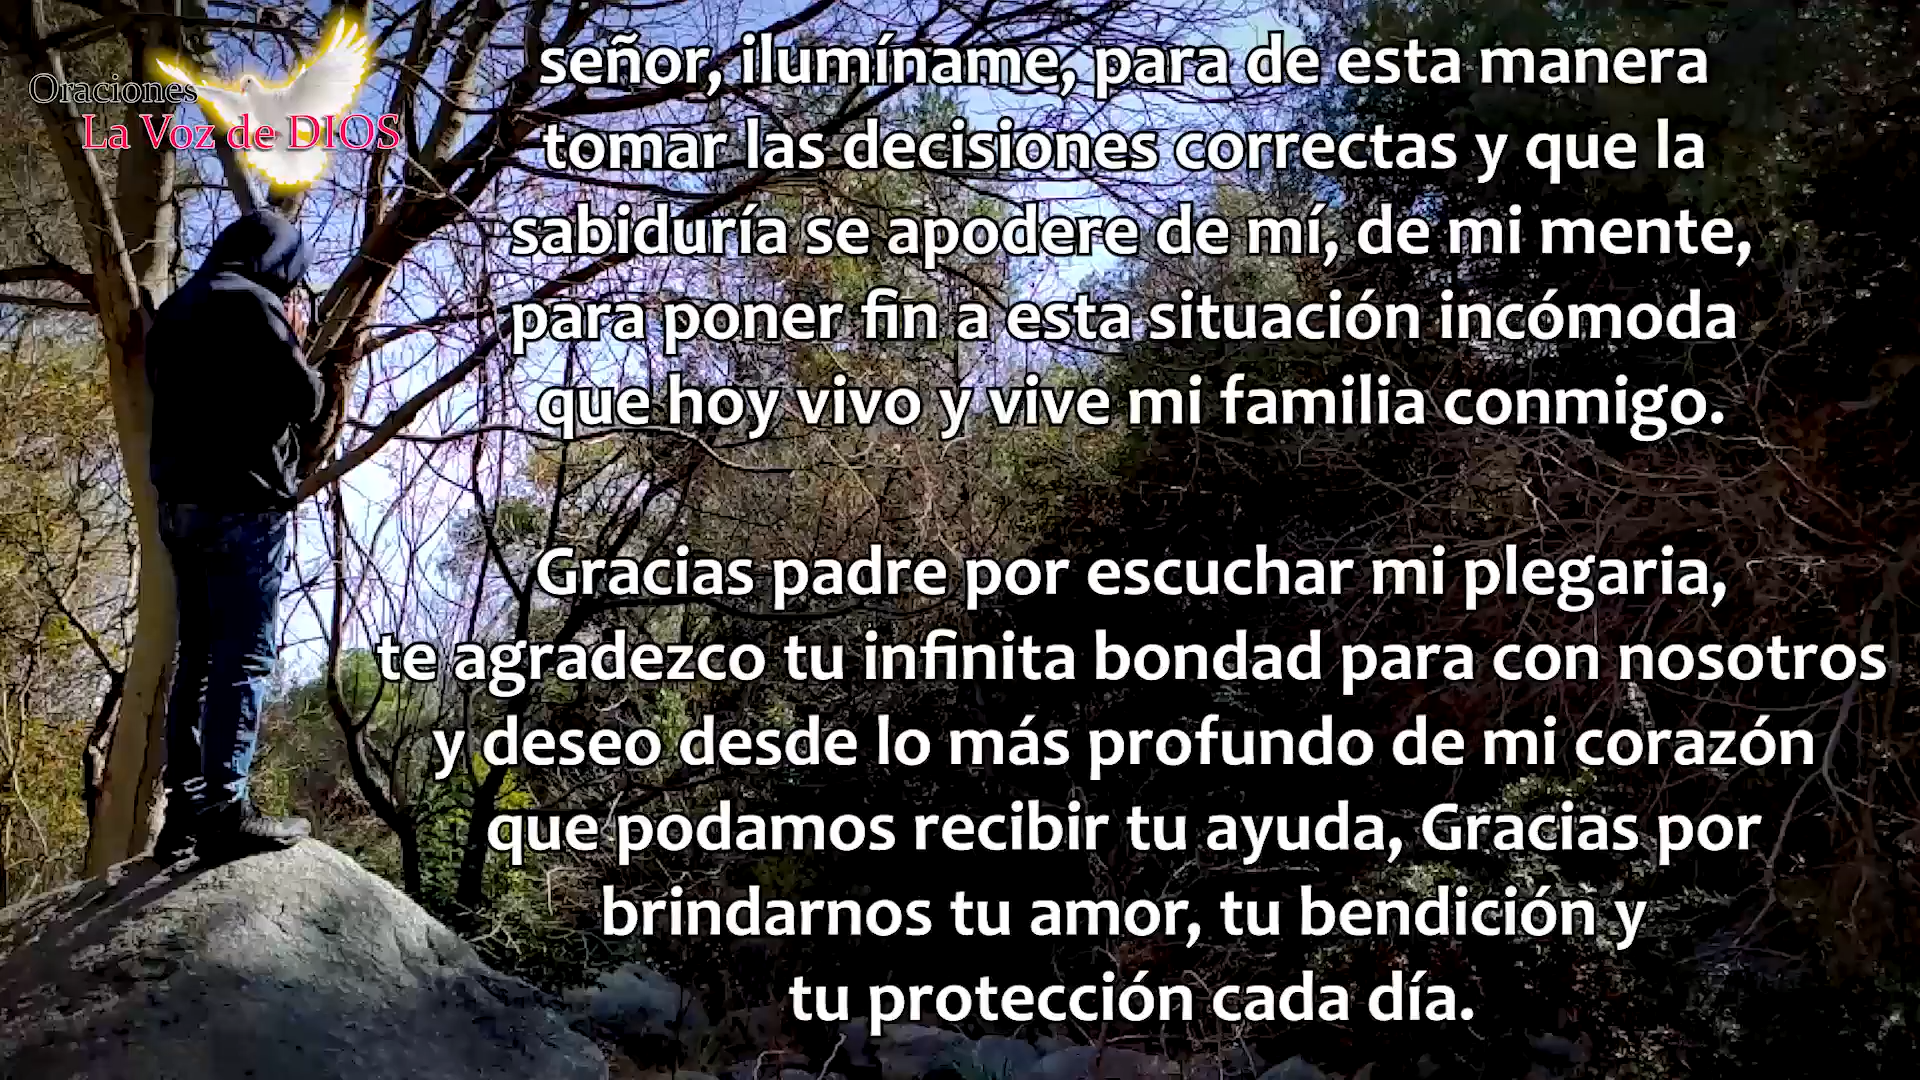 Oraciones
La Voz de DIOS
señor, ilumíname, para de esta manera
tomar las decisiones correctas y que la
sabiduría se apodere de mí, de mi mente,
para poner fin a esta situación incómoda
que hoy vivo y vive mi familia conmigo.
Gracias padre por escuchar mi plegaria,
te agradezco tu infinita bondad para con nosotros
y deseo desde lo más profundo de mi corazón
que podamos recibir tu ayuda, Gracias por
brindarnos tu amor, tu bendición y
tu protección cada día.